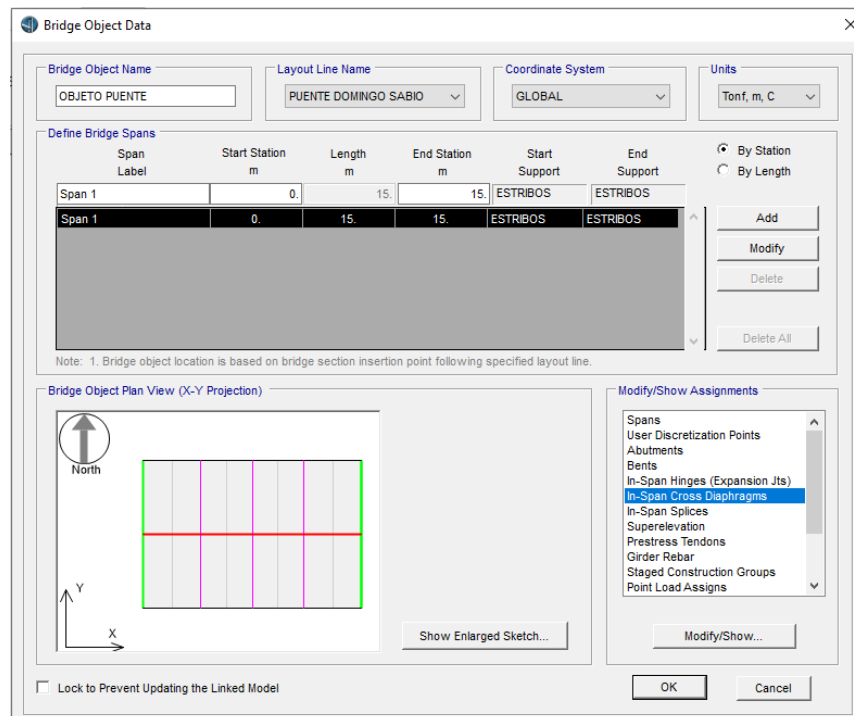 Bridge Object Data
Bridge Object Name
Layout Line Name
Coordinate System
Units
OBJETO PUENTE
PUENTE DOMINGO SABIO
GLOBAL
Tonf, m, C
Define Bridge Spans
Span Label
Start Station m
Length m
End Station m
Start Support
End Support
By Station
By Length
Span 1 0. 15. 15. ESTRIBOS ESTRIBOS
Span 1 0. 15. 15. ESTRIBOS ESTRIBOS
Add
Modify
Delete
Delete All
Note: 1. Bridge object location is based on bridge section insertion point following specified layout line.
Bridge Object Plan View (X-Y Projection)
North
Y
X
Show Enlarged Sketch...
Modify/Show Assignments
Spans
User Discretization Points
Abutments
Bents
In-Span Hinges (Expansion Jts)
In-Span Cross Diaphragms
In-Span Splices
Superelevation
Prestress Tendons
Girder Rebar
Staged Construction Groups
Point Load Assigns
Modify/Show...
Lock to Prevent Updating the Linked Model
OK
Cancel